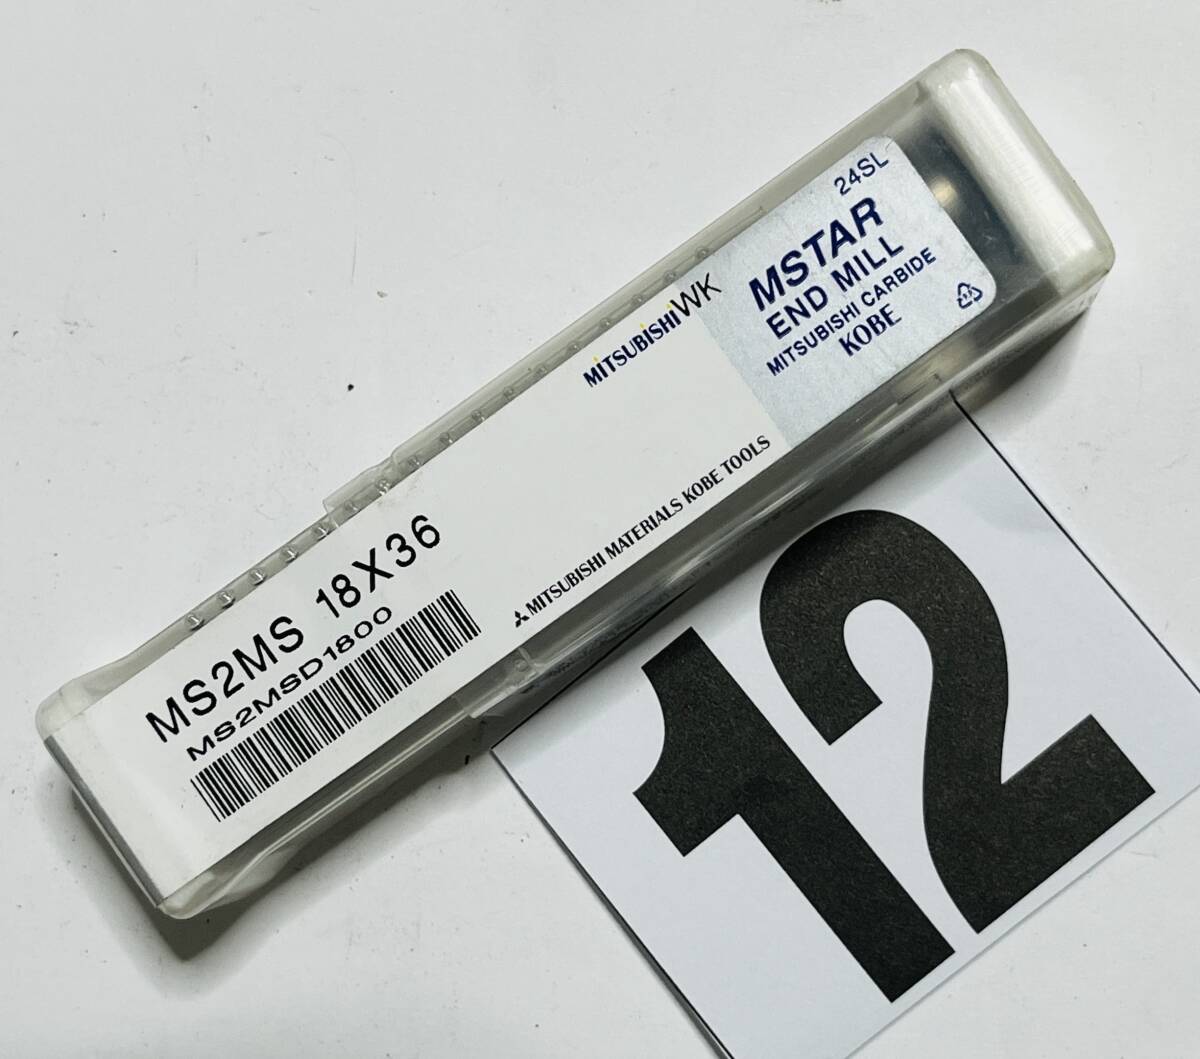 24SL
MSTAR
END MILL
MITSUBISHI CARBIDE
KOBE
MITSUBISHI WK
MITSUBISHI MATERIALS KOBE TOOLS
MS2MS 18X36
MS2MSD1800
12